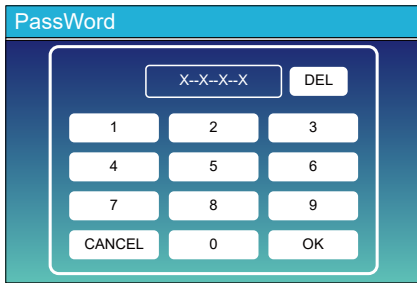 PassWord
X--X--X--X DEL
1 2 3
4 5 6
7 8 9
CANCEL 0 OK